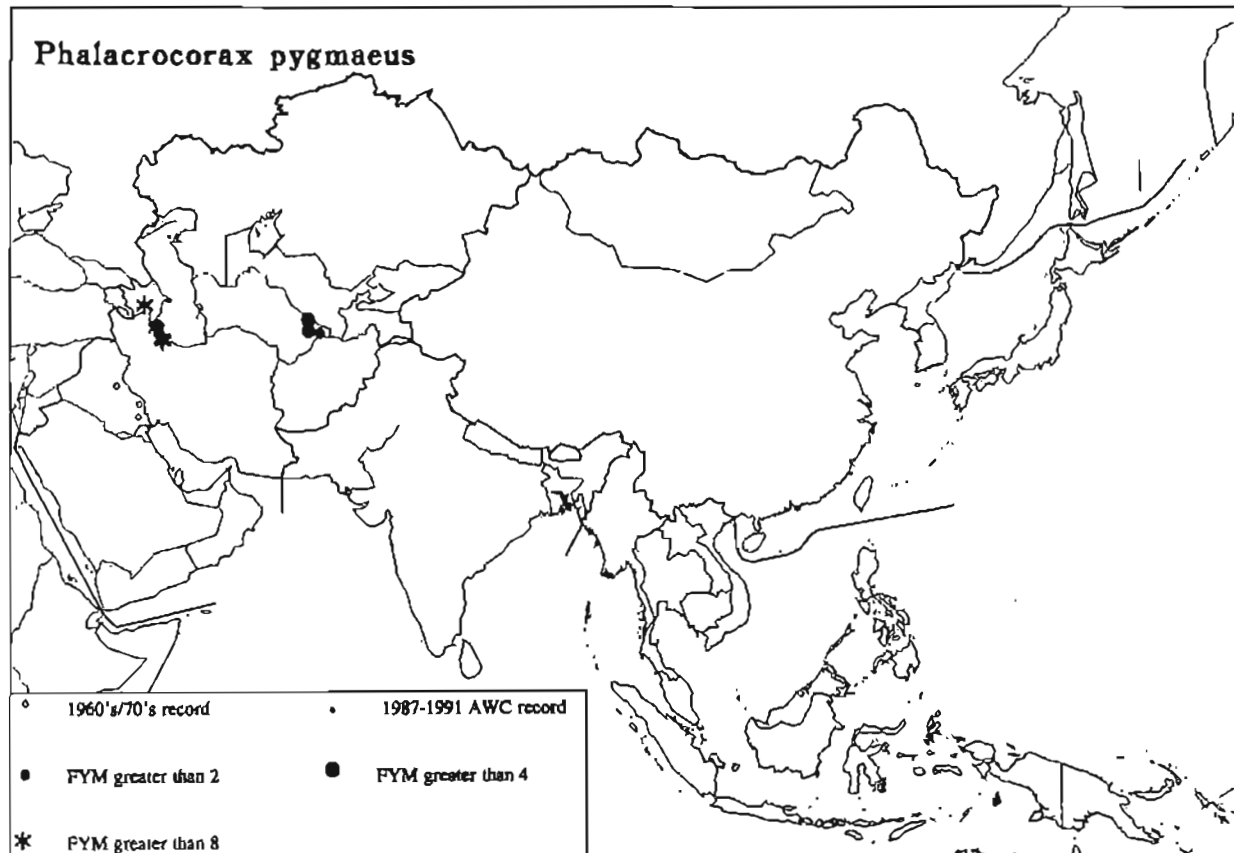 Phalacrocorax pygmaeus
1960's/70's record
1987-1991 AWC record
FYM greater than 2
FYM greater than 4
FYM greater than 8